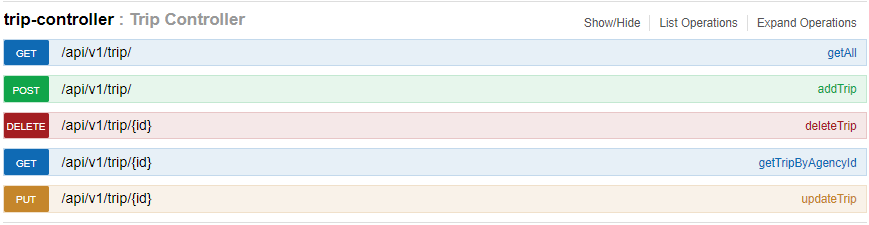 trip-controller : Trip Controller Show/Hide List Operations Expand Operations
GET /api/v1/trip/ getAll
POST /api/v1/trip/ addTrip
DELETE /api/v1/trip/{id} deleteTrip
GET /api/v1/trip/{id} getTripByAgencyId
PUT /api/v1/trip/{id} updateTrip